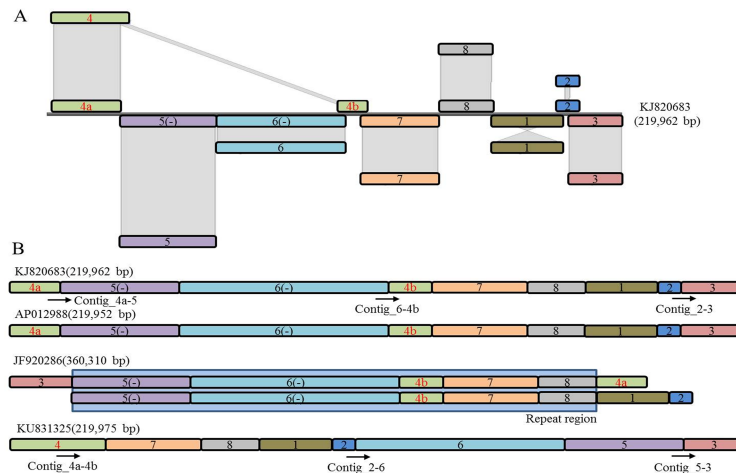 A
4
8
2
4a
4b
8
2
KJ820683
(219,962 bp)
5(-)
6(-)
7
1
3
6
1
7
3
5
B
KJ820683(219,962 bp)
4a 5(-) 6(-) 4b 7 8 1 2 3
Contig_4a-5 Contig_6-4b Contig_2-3
AP012988(219,952 bp)
4a 5(-) 6(-) 4b 7 8 1 2 3
JF920286(360,310 bp)
3 5(-) 6(-) 4b 7 8 4a
5(-) 6(-) 4b 7 8 1 2
Repeat region
KU831325(219,975 bp)
4 7 8 1 2 6 5 3
Contig_4a-4b Contig_2-6 Contig_5-3